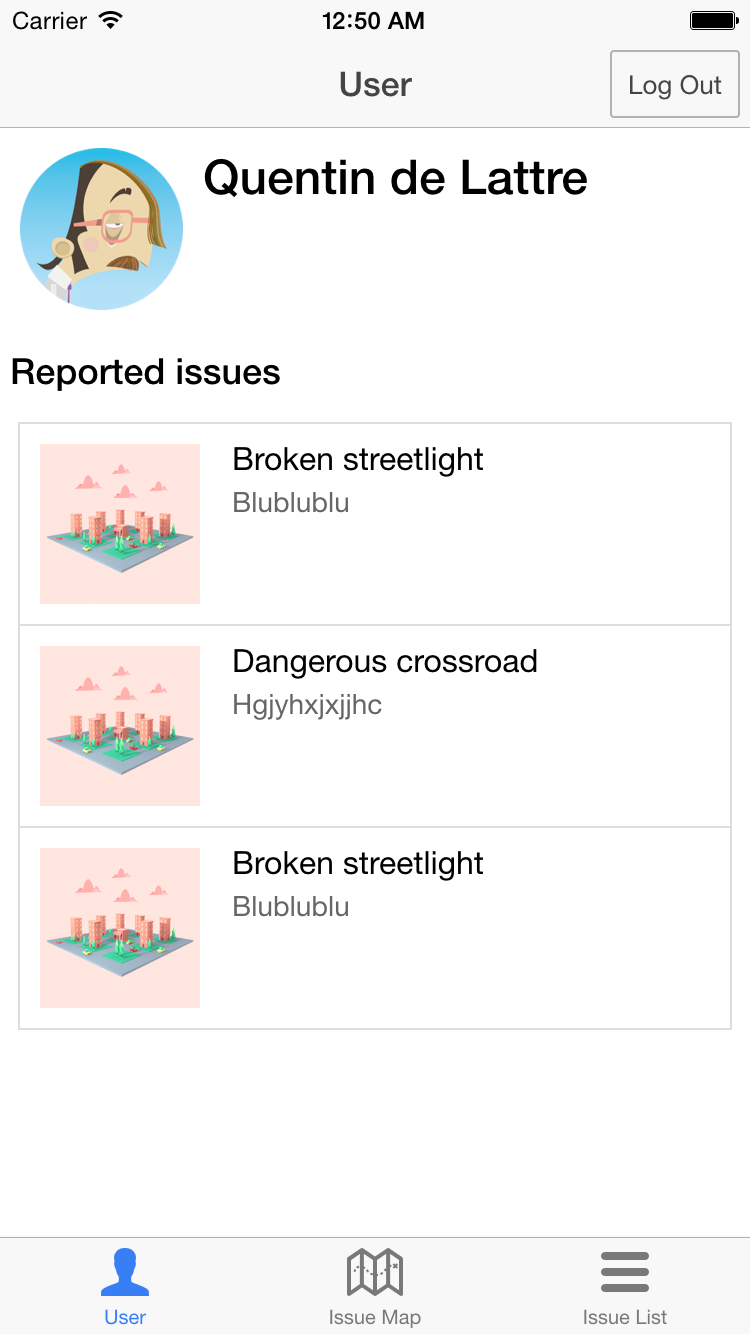 Carrier 12:50 AM
User Log Out
Quentin de Lattre
Reported issues
Broken streetlight
Blublublu
Dangerous crossroad
Hgjyhxjxjjhc
Broken streetlight
Blublublu
User Issue Map Issue List